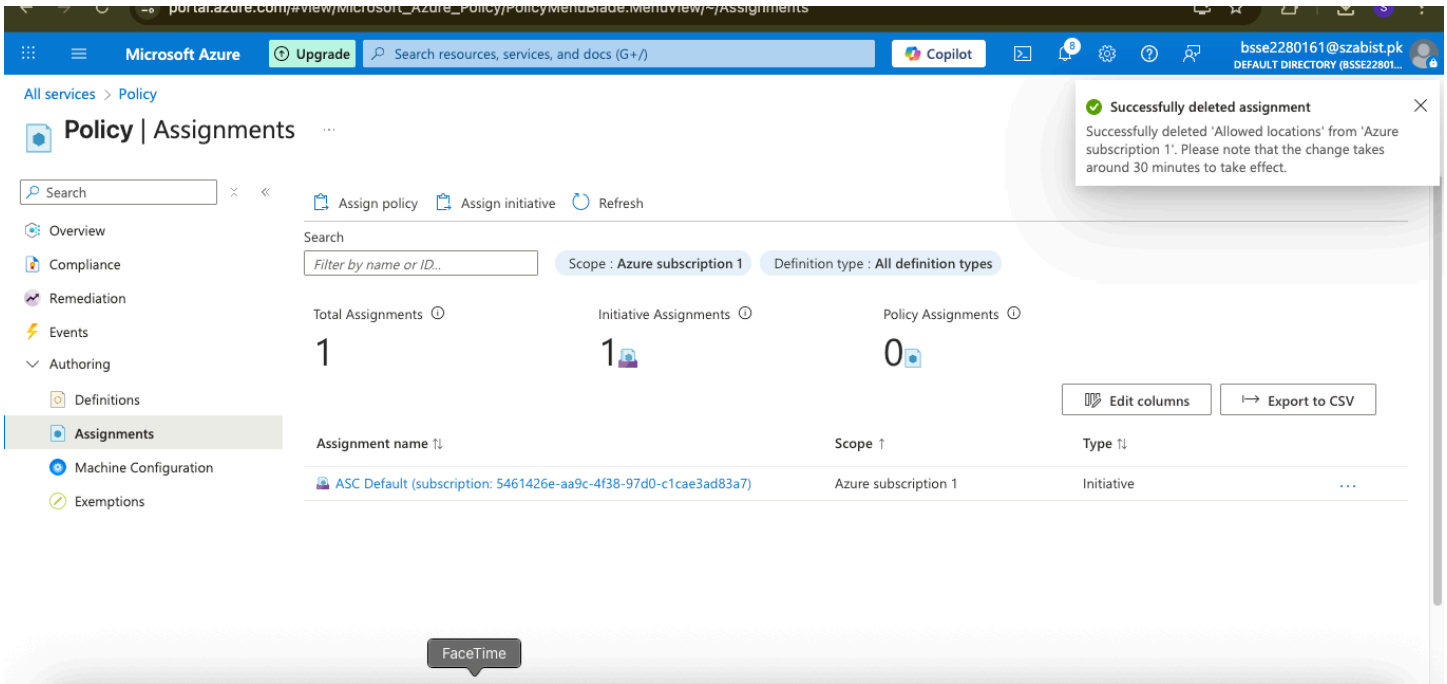 portal.azure.com/#view/Microsoft_Azure_Policy/PolicyMenuBlade.MenuView/~/Assignments
S
Microsoft Azure
Upgrade
Search resources, services, and docs (G+/)
Copilot
8
bsse2280161@szabist.pk
DEFAULT DIRECTORY (BSSE22801...
All services > Policy
Policy | Assignments ...
Successfully deleted assignment
Successfully deleted 'Allowed locations' from 'Azure
subscription 1'. Please note that the change takes
around 30 minutes to take effect.
Search
Overview
Compliance
Remediation
Events
Authoring
Definitions
Assignments
Machine Configuration
Exemptions
Assign policy Assign initiative Refresh
Search
Filter by name or ID...
Scope : Azure subscription 1
Definition type : All definition types
Total Assignments Initiative Assignments Policy Assignments
1 1 0
Edit columns Export to CSV
Assignment name ↑↓ Scope ↑ Type ↑↓
ASC Default (subscription: 5461426e-aa9c-4f38-97d0-c1cae3ad83a7) Azure subscription 1 Initiative ...
FaceTime